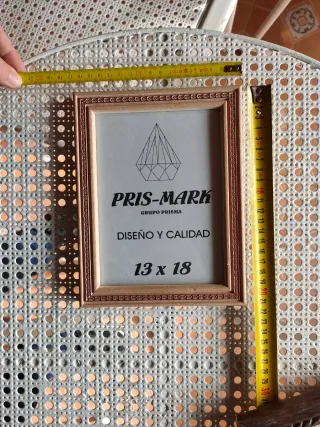 PRIS-MARK
GRUPO PRISMA
DISEÑO Y CALIDAD
13 x 18